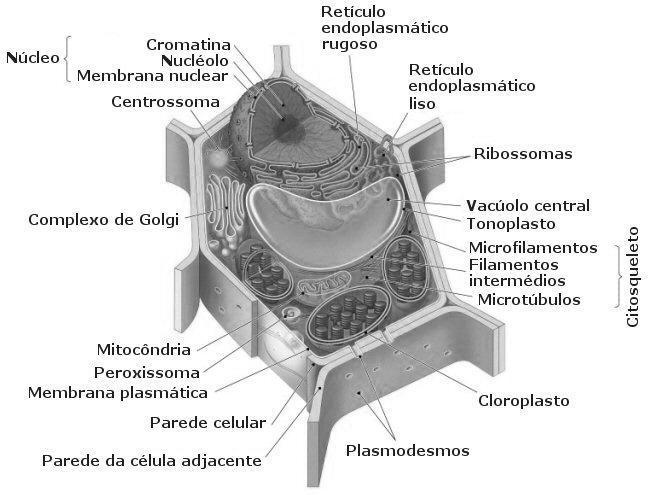 Retículo
endoplasmático
rugoso
Núcleo
Cromatina
Nucléolo
Membrana nuclear
Centrossoma
Retículo
endoplasmático
liso
Ribossomas
Complexo de Golgi
Vacúolo central
Tonoplasto
Microfilamentos
Filamentos
intermédios
Microtúbulos
Citosqueleto
Mitocôndria
Peroxissoma
Membrana plasmática
Parede celular
Parede da célula adjacente
Cloroplasto
Plasmodesmos